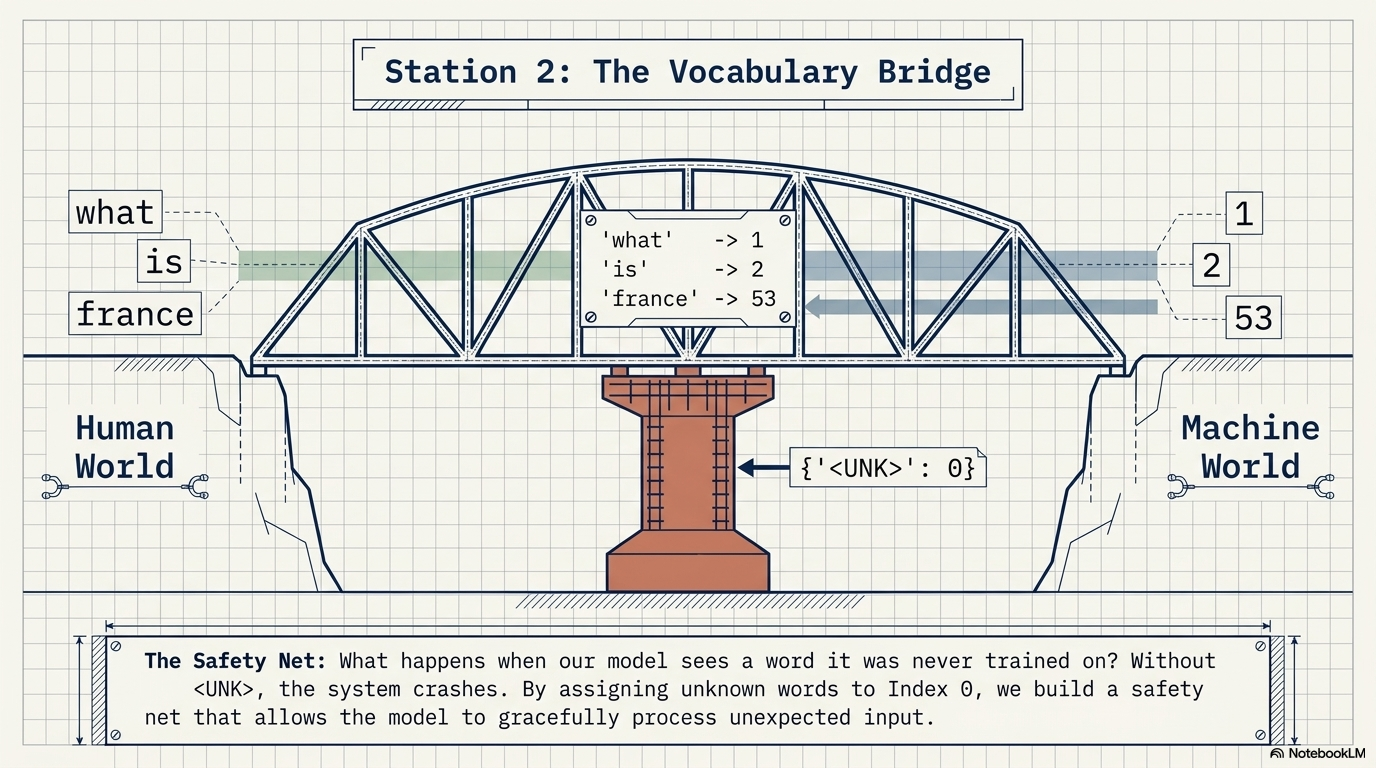 Station 2: The Vocabulary Bridge
what
is
france
'what' -> 1
'is' -> 2
'france' -> 53
1
2
53
Human
World
Machine
World
{'<UNK>': 0}
The Safety Net: What happens when our model sees a word it was never trained on? Without
<UNK>, the system crashes. By assigning unknown words to Index 0, we build a safety
net that allows the model to gracefully process unexpected input.
NotebookLM